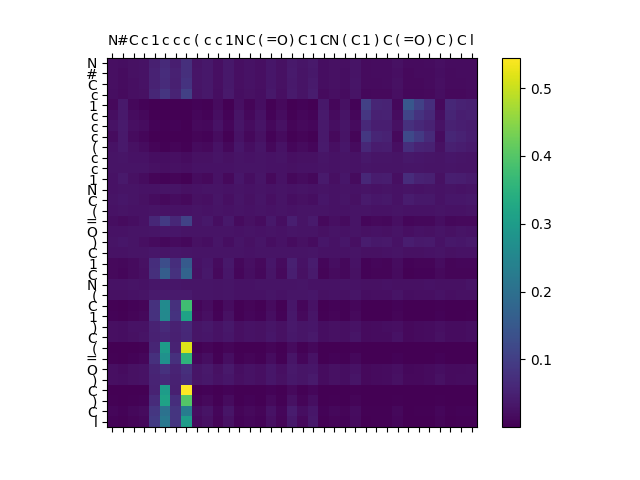 N#Cc1ccc(cc1NC(=O)C1CN(C1)C(=O)C)Cl
N
#
C
c
1
c
c
c
(
c
c
1
N
C
(
=
O
)
C
1
C
N
(
C
1
)
C
(
=
O
)
C
)
C
l
0.5
0.4
0.3
0.2
0.1